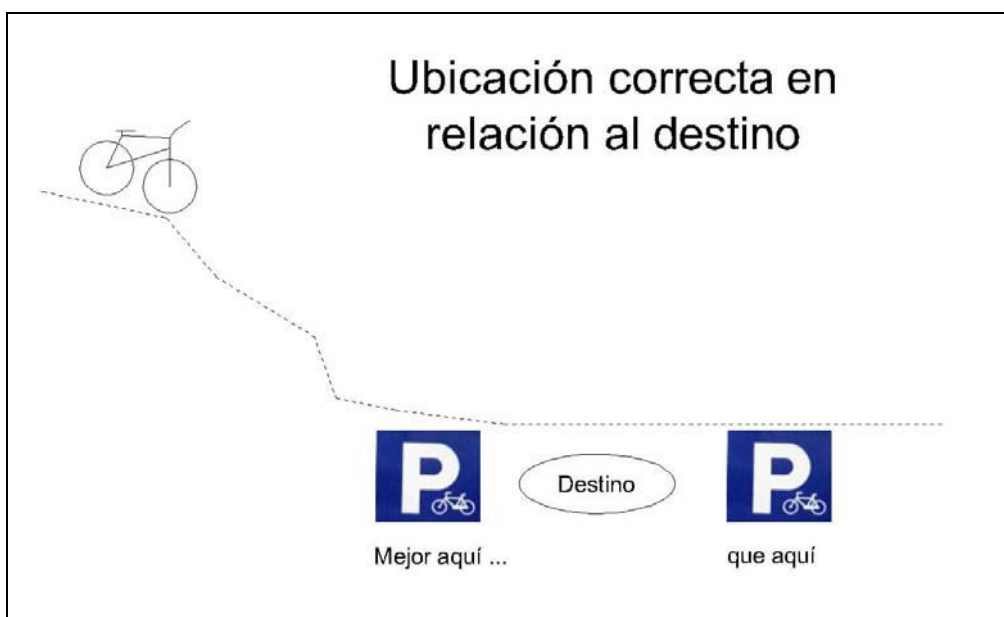 Ubicación correcta en
relación al destino
P
Destino
P
Mejor aquí ...
que aquí